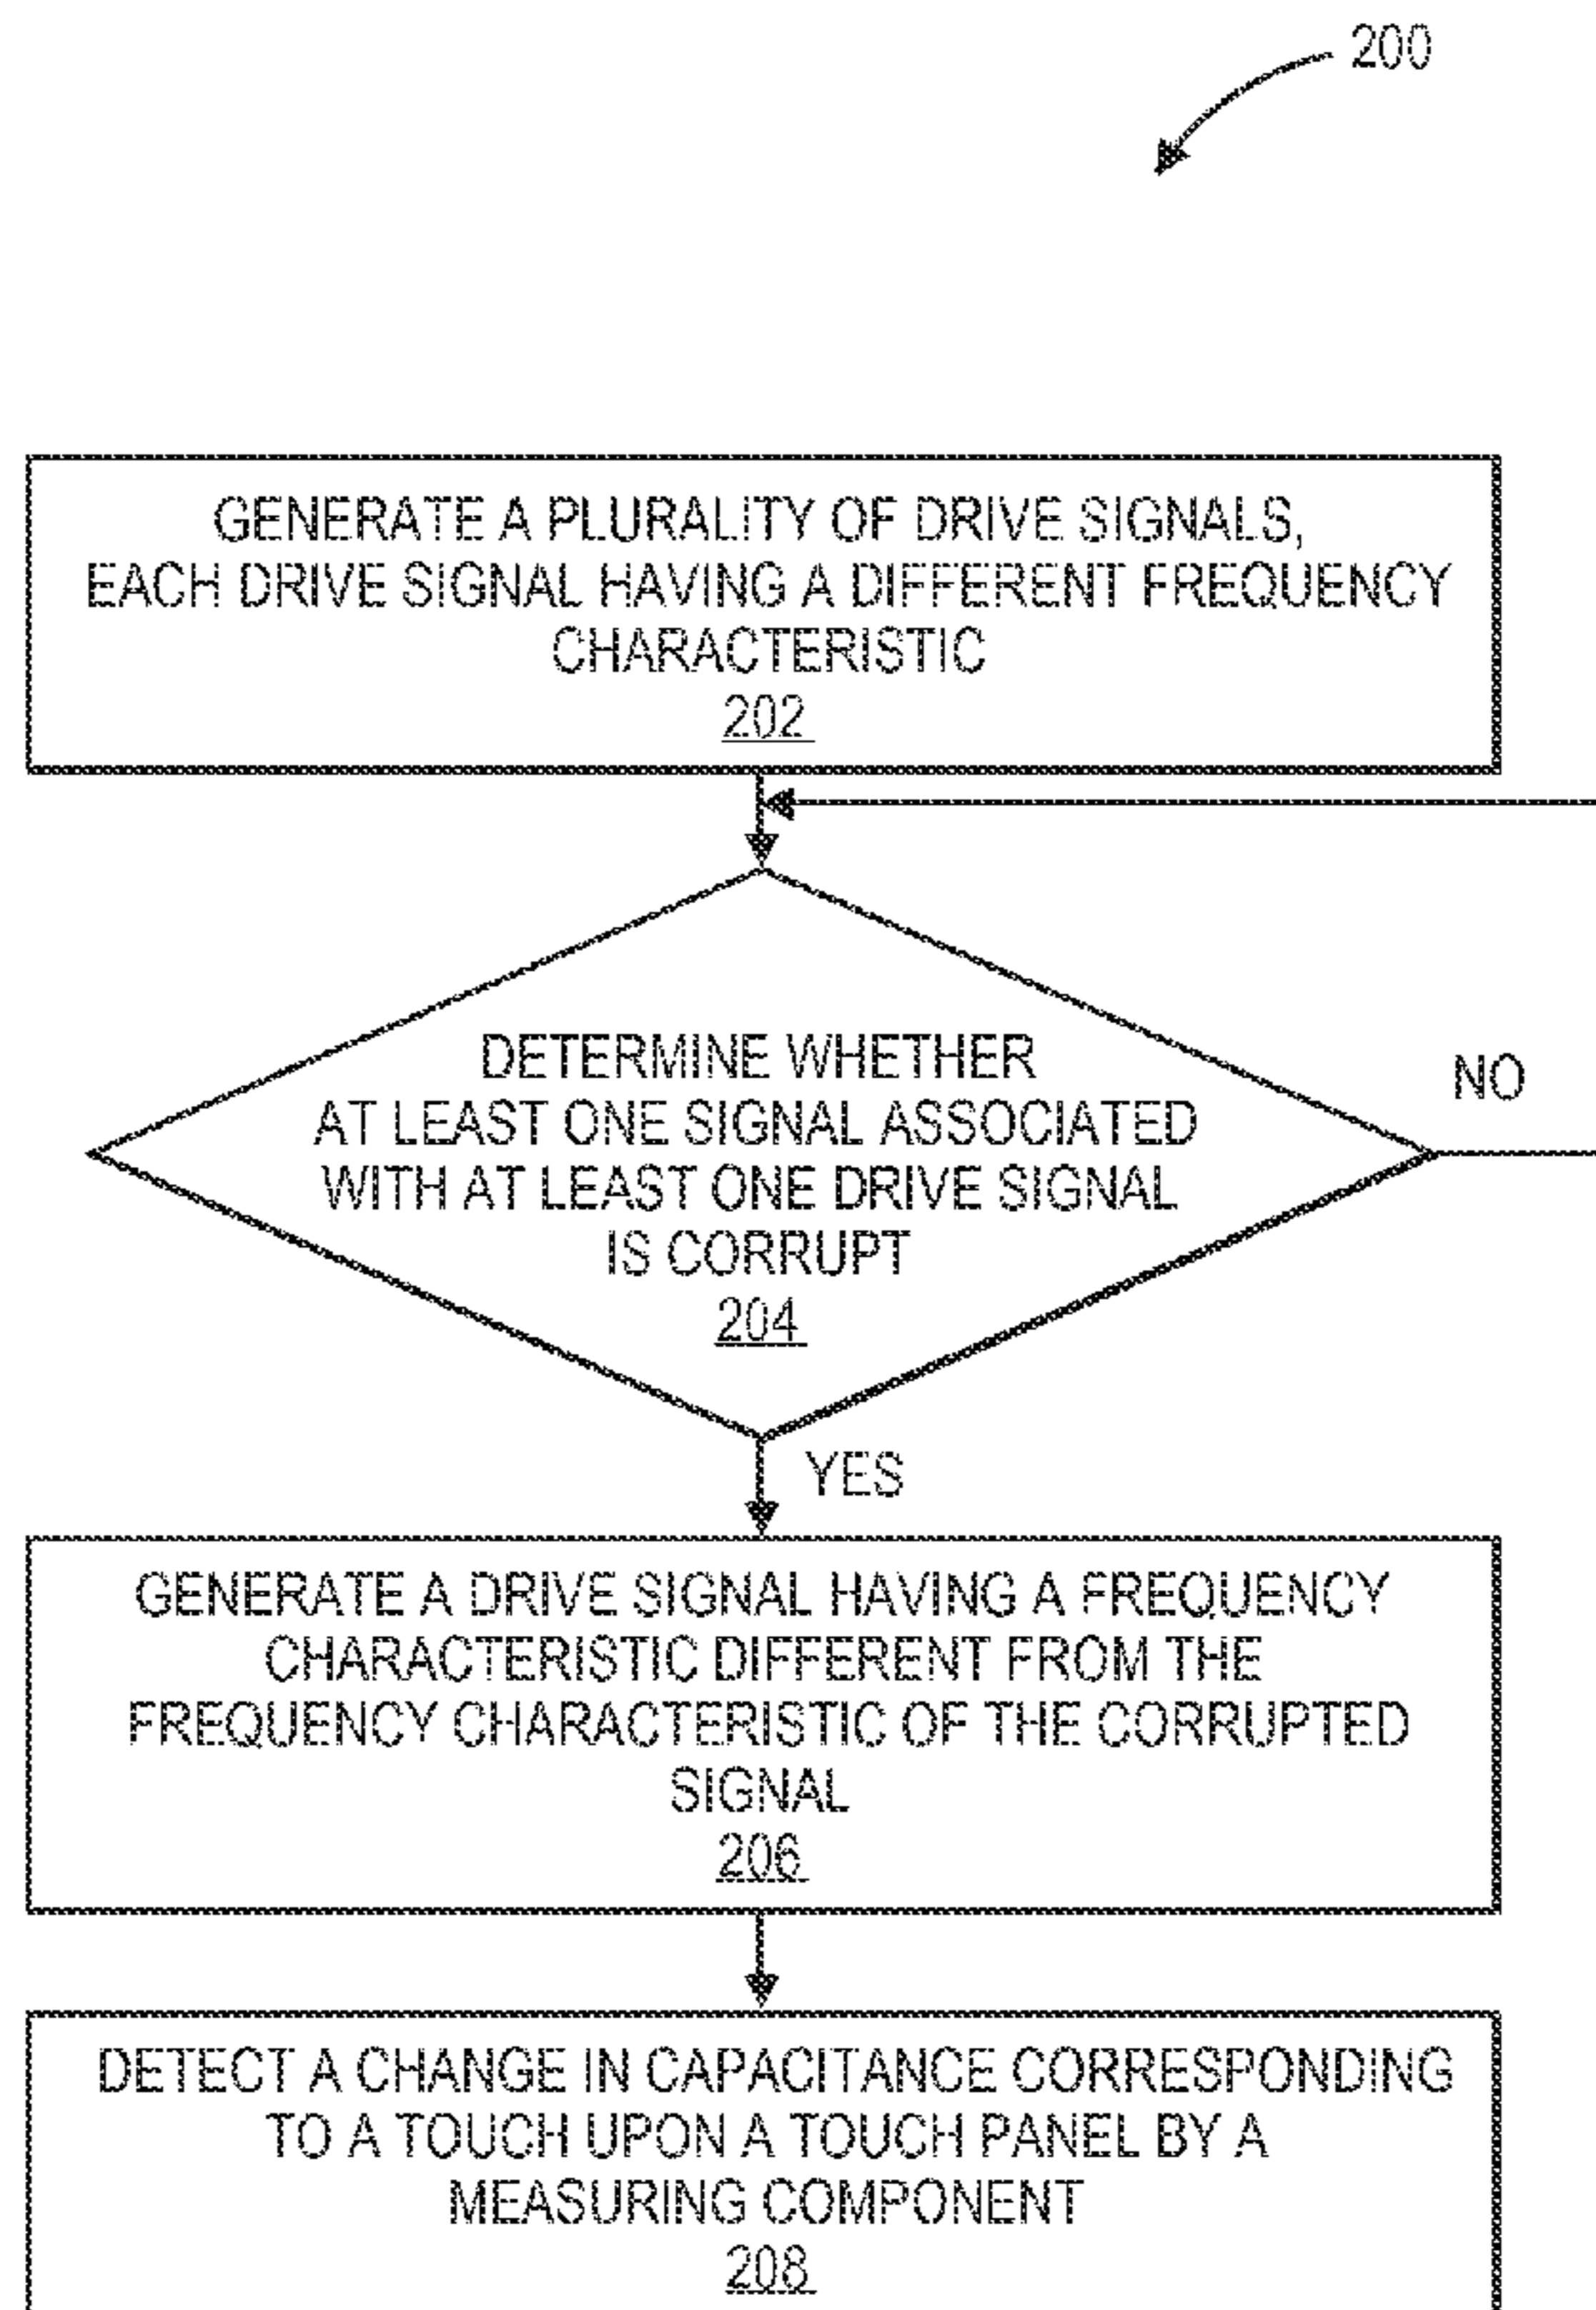 200
GENERATE A PLURALITY OF DRIVE SIGNALS,
EACH DRIVE SIGNAL HAVING A DIFFERENT FREQUENCY
CHARACTERISTIC
202
DETERMINE WHETHER
AT LEAST ONE SIGNAL ASSOCIATED
WITH AT LEAST ONE DRIVE SIGNAL
IS CORRUPT
204
NO
YES
GENERATE A DRIVE SIGNAL HAVING A FREQUENCY
CHARACTERISTIC DIFFERENT FROM THE
FREQUENCY CHARACTERISTIC OF THE CORRUPTED
SIGNAL
206
DETECT A CHANGE IN CAPACITANCE CORRESPONDING
TO A TOUCH UPON A TOUCH PANEL BY A
MEASURING COMPONENT
208